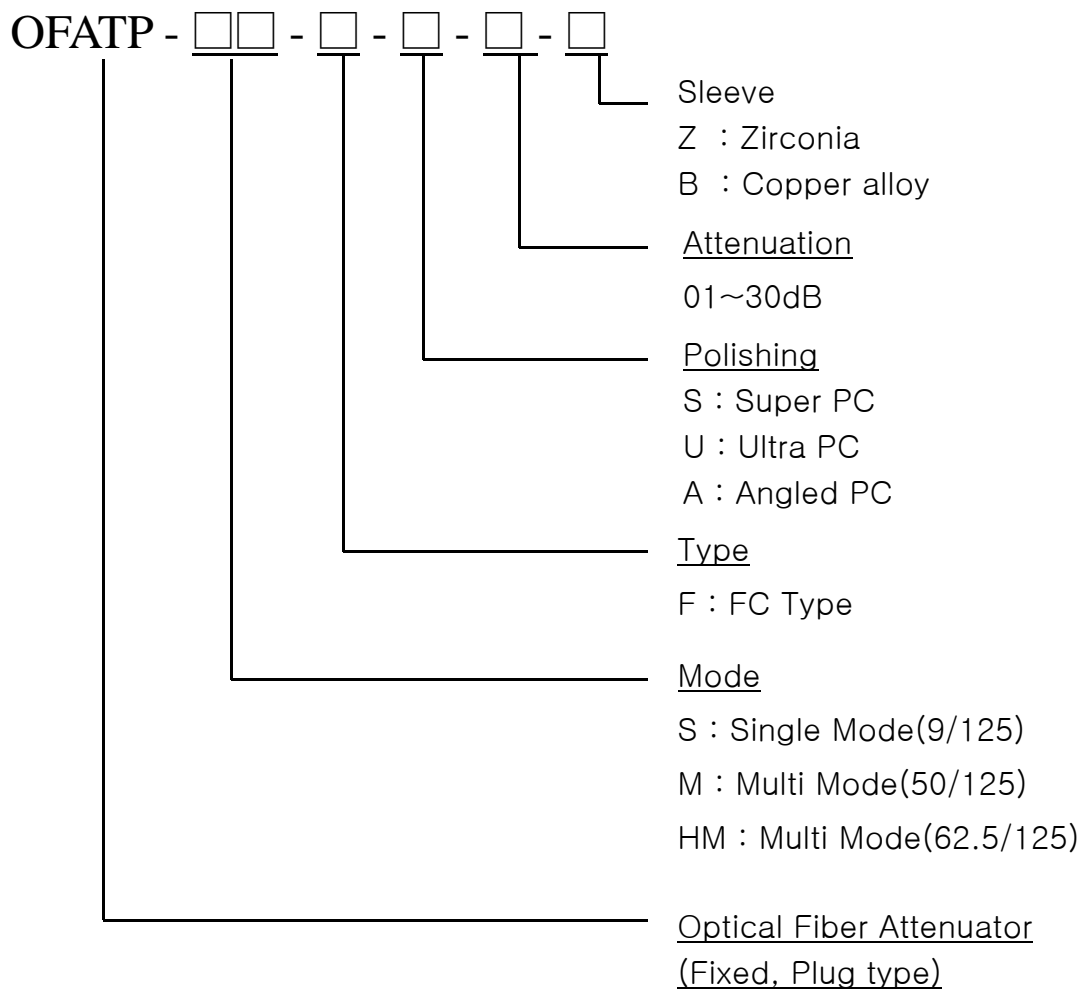 OFATP - □□ - □ - □ - □ - □
Sleeve
Z : Zirconia
B : Copper alloy
Attenuation
01~30dB
Polishing
S : Super PC
U : Ultra PC
A : Angled PC
Type
F : FC Type
Mode
S : Single Mode(9/125)
M : Multi Mode(50/125)
HM : Multi Mode(62.5/125)
Optical Fiber Attenuator
(Fixed, Plug type)